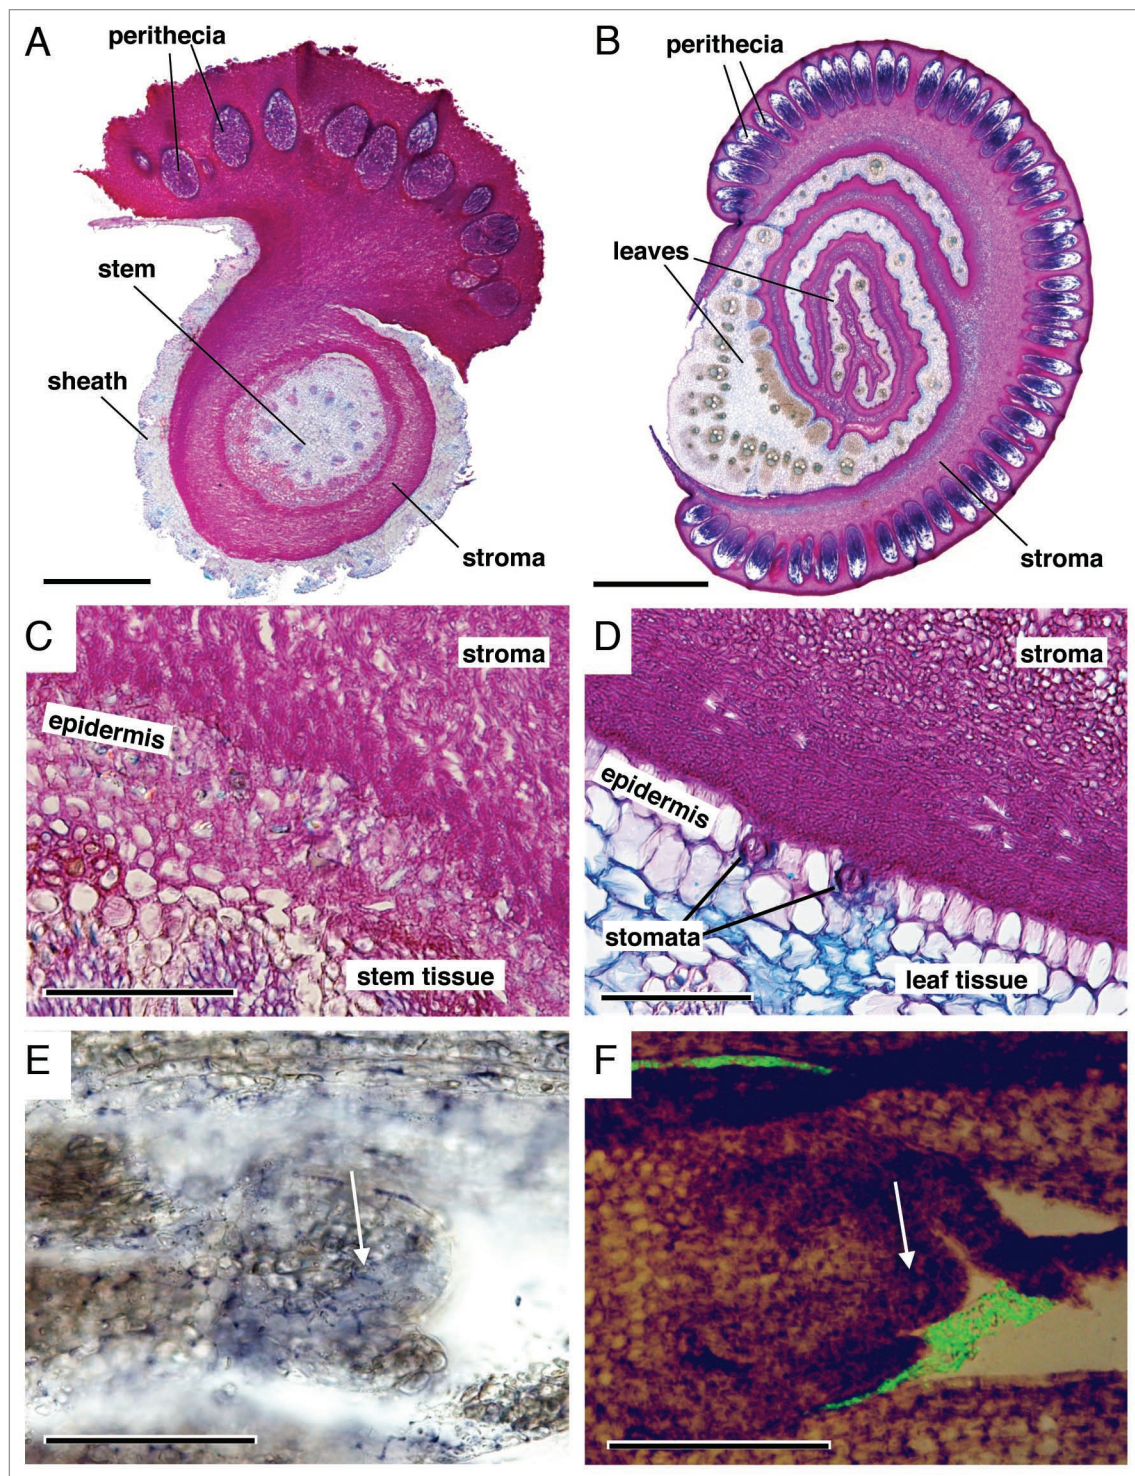 A
perithecia
stem
sheath
stroma
B
perithecia
leaves
stroma
C
stroma
epidermis
stem tissue
D
stroma
epidermis
stomata
leaf tissue
E
F